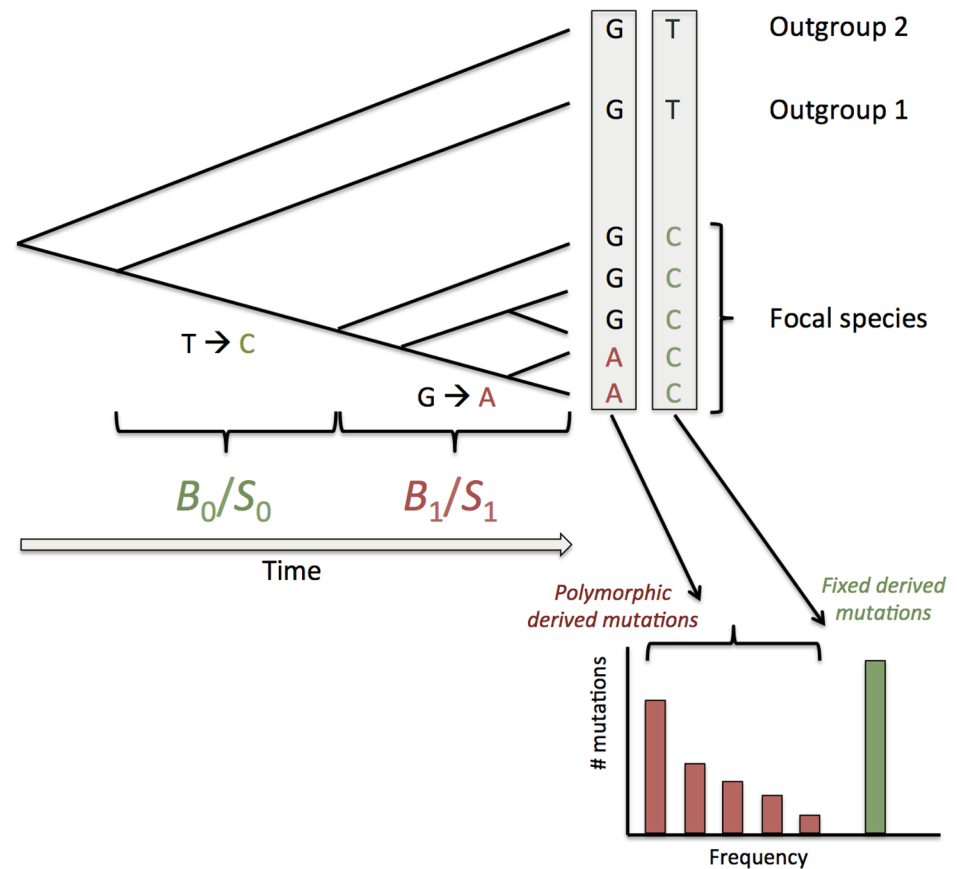 G T Outgroup 2
G T Outgroup 1
G C
G C
G C Focal species
A C
A C
T → C
G → A
B0/S0
B1/S1
Time
Polymorphic
derived mutations
Fixed derived
mutations
# mutations
Frequency